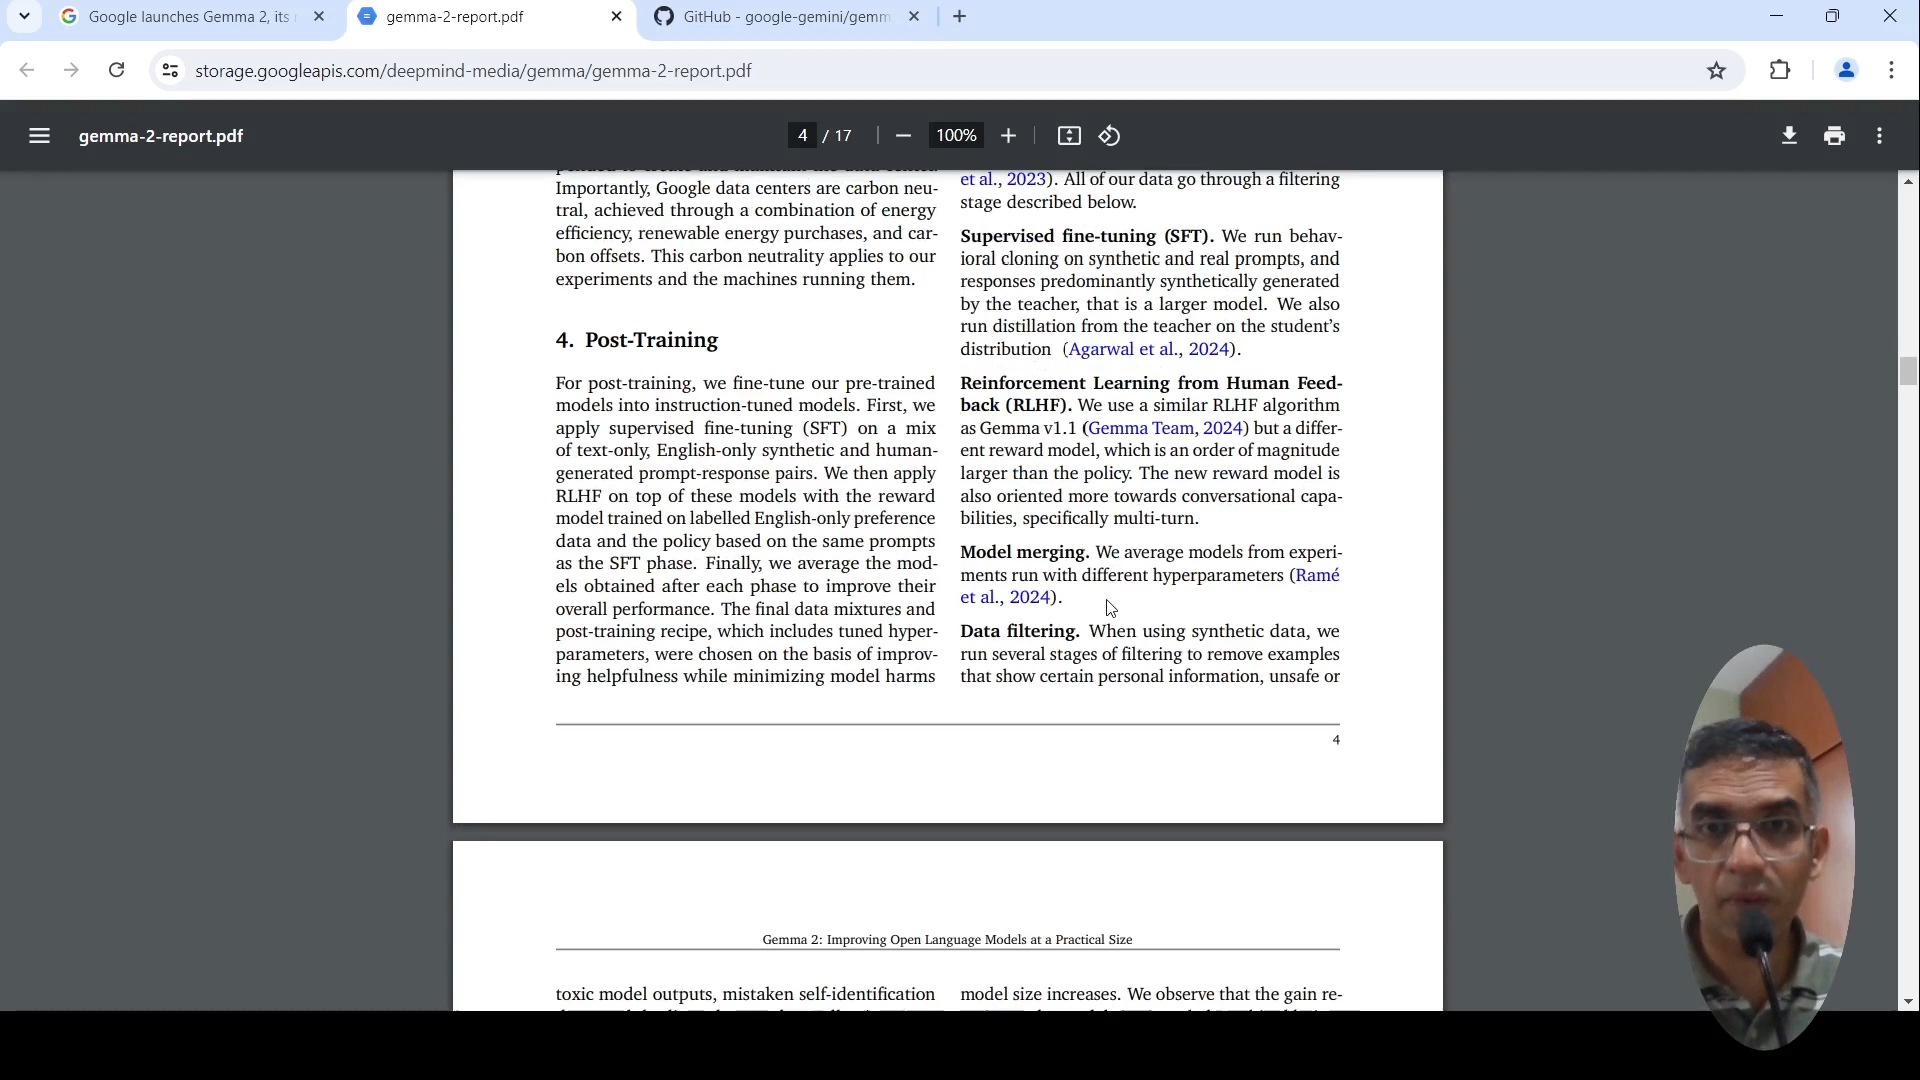 Google launches Gemma 2, its
gemma-2-report.pdf
GitHub - google-gemini/gemm
storage.googleapis.com/deepmind-media/gemma/gemma-2-report.pdf
gemma-2-report.pdf
4 / 17
100%
Importantly, Google data centers are carbon neu-
tral, achieved through a combination of energy
efficiency, renewable energy purchases, and car-
bon offsets. This carbon neutrality applies to our
experiments and the machines running them.
4. Post-Training
For post-training, we fine-tune our pre-trained
models into instruction-tuned models. First, we
apply supervised fine-tuning (SFT) on a mix
of text-only, English-only synthetic and human-
generated prompt-response pairs. We then apply
RLHF on top of these models with the reward
model trained on labelled English-only preference
data and the policy based on the same prompts
as the SFT phase. Finally, we average the mod-
els obtained after each phase to improve their
overall performance. The final data mixtures and
post-training recipe, which includes tuned hyper-
parameters, were chosen on the basis of improv-
ing helpfulness while minimizing model harms
et al., 2023). All of our data go through a filtering
stage described below.
Supervised fine-tuning (SFT). We run behav-
ioral cloning on synthetic and real prompts, and
responses predominantly synthetically generated
by the teacher, that is a larger model. We also
run distillation from the teacher on the student's
distribution (Agarwal et al., 2024).
Reinforcement Learning from Human Feed-
back (RLHF). We use a similar RLHF algorithm
as Gemma v1.1 (Gemma Team, 2024) but a differ-
ent reward model, which is an order of magnitude
larger than the policy. The new reward model is
also oriented more towards conversational capa-
bilities, specifically multi-turn.
Model merging. We average models from experi-
ments run with different hyperparameters (Ramé
et al., 2024).
Data filtering. When using synthetic data, we
run several stages of filtering to remove examples
that show certain personal information, unsafe or
4
Gemma 2: Improving Open Language Models at a Practical Size
toxic model outputs, mistaken self-identification
model size increases. We observe that the gain re-